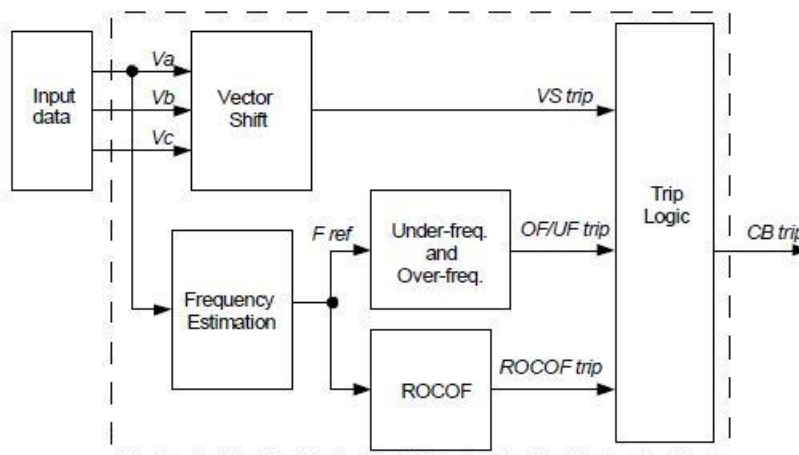 Input
data
Va
Vb
Vc
Vector
Shift
VS trip
Frequency
Estimation
F ref
Under-freq.
and
Over-freq.
OF/UF trip
ROCOF
ROCOF trip
Trip
Logic
CB trip